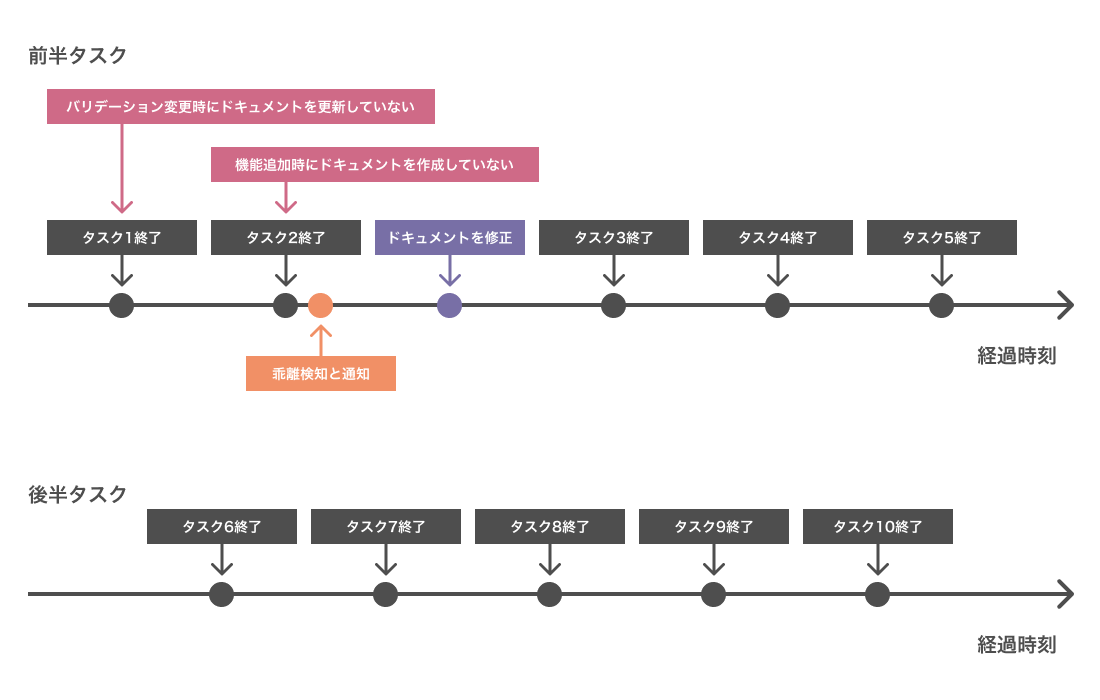 前半タスク
バリデーション変更時にドキュメントを更新していない
機能追加時にドキュメントを作成していない
タスク1終了
タスク2終了
ドキュメントを修正
タスク3終了
タスク4終了
タスク5終了
経過時刻
乖離検知と通知
後半タスク
タスク6終了
タスク7終了
タスク8終了
タスク9終了
タスク10終了
経過時刻